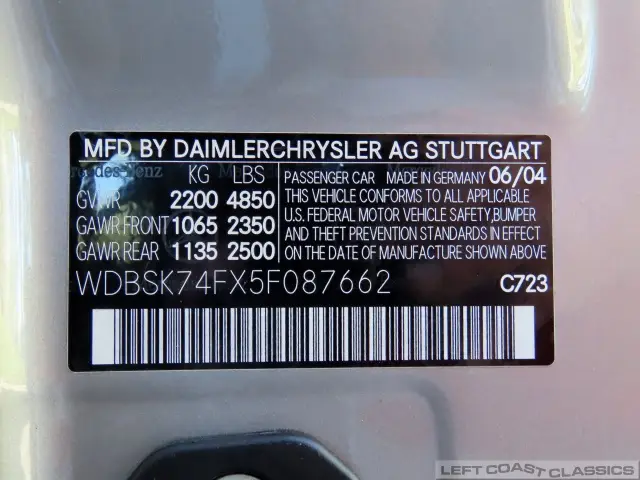 MFD BY DAIMLERCHRYSLER AG STUTTGART
KG LBS
GVWR 2200 4850
GAWR FRONT 1065 2350
GAWR REAR 1135 2500
PASSENGER CAR MADE IN GERMANY 06/04
THIS VEHICLE CONFORMS TO ALL APPLICABLE
U.S. FEDERAL MOTOR VEHICLE SAFETY, BUMPER
AND THEFT PREVENTION STANDARDS IN EFFECT
ON THE DATE OF MANUFACTURE SHOWN ABOVE
WDBSK74FX5F087662 C723
LEFT COAST CLASSICS